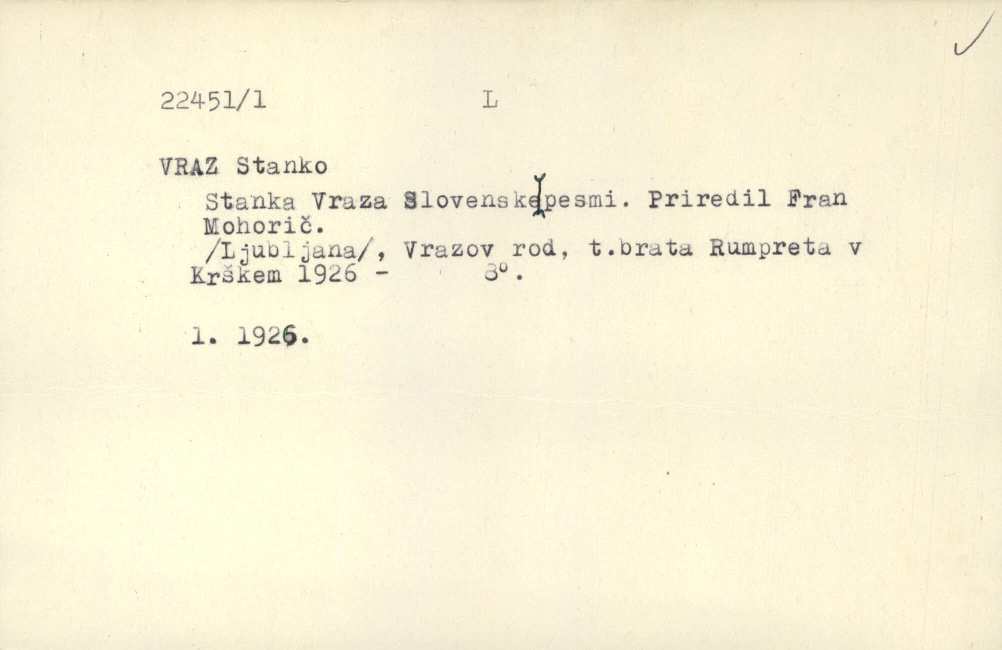 22451/1 L
VRAZ Stanko
Stanka Vraza Slovenske pesmi. Priredil Fran
Mohorič.
/Ljubljana/, Vrazov rod, t.brata Rumpreta v
Krškem 1926 - 8°.
1. 1926.